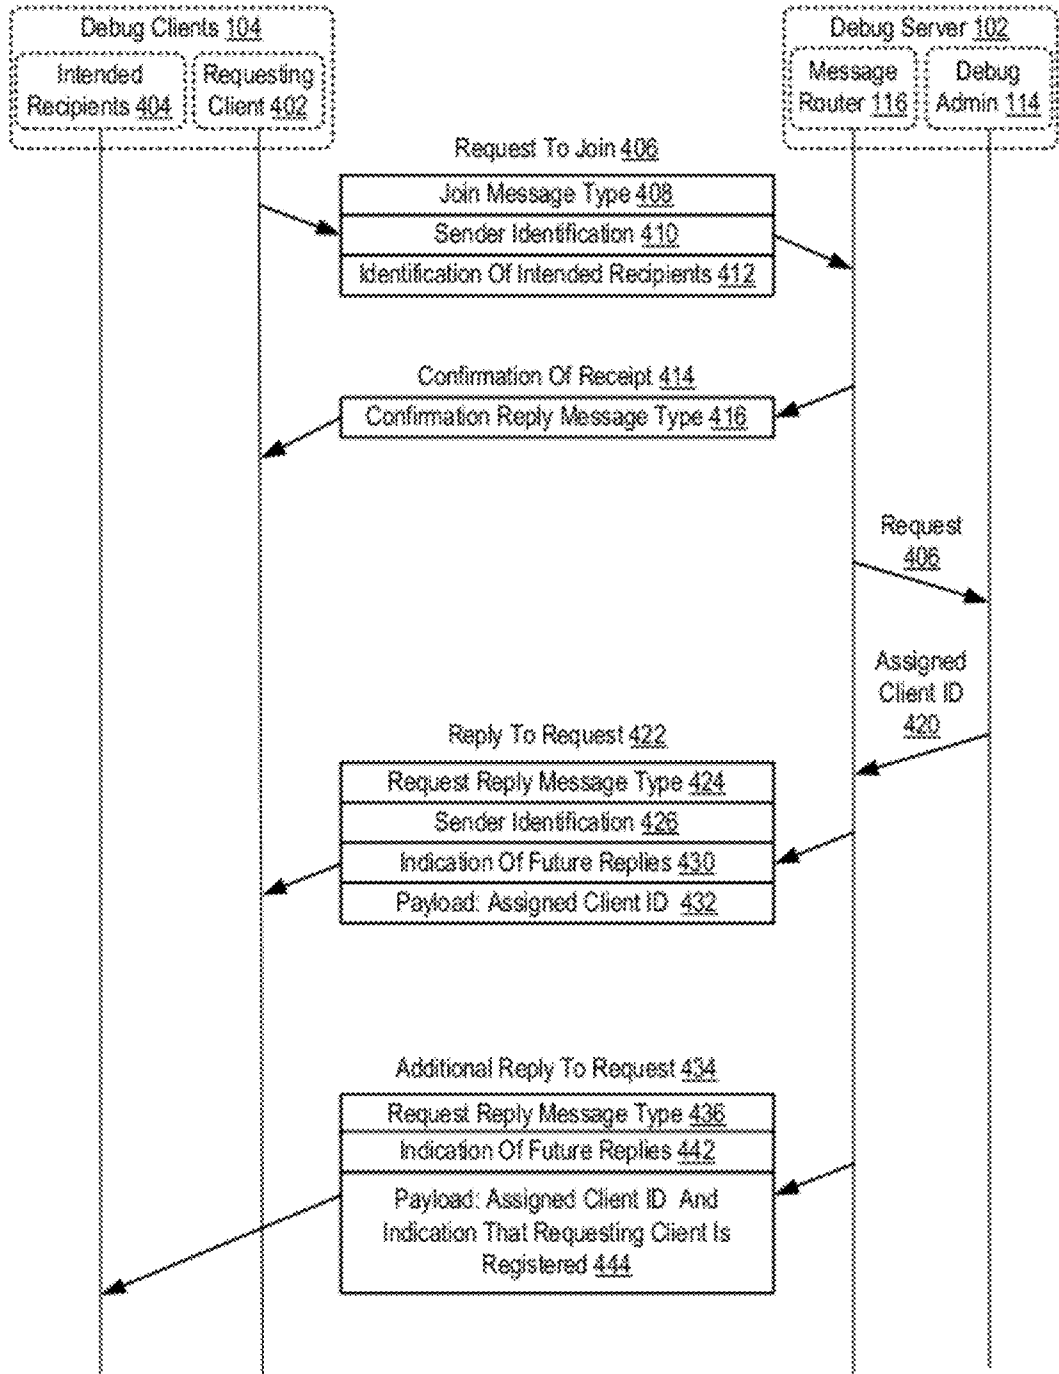 Debug Clients 104
Debug Server 102
Intended
Recipients 404
Requesting
Client 402
Message
Router 116
Debug
Admin 114
Request To Join 406
Join Message Type 408
Sender Identification 410
Identification Of Intended Recipients 412
Confirmation Of Receipt 414
Confirmation Reply Message Type 416
Request
406
Assigned
Client ID
420
Reply To Request 422
Request Reply Message Type 424
Sender Identification 426
Indication Of Future Replies 430
Payload: Assigned Client ID 432
Additional Reply To Request 434
Request Reply Message Type 436
Indication Of Future Replies 442
Payload: Assigned Client ID And
Indication That Requesting Client Is
Registered 444